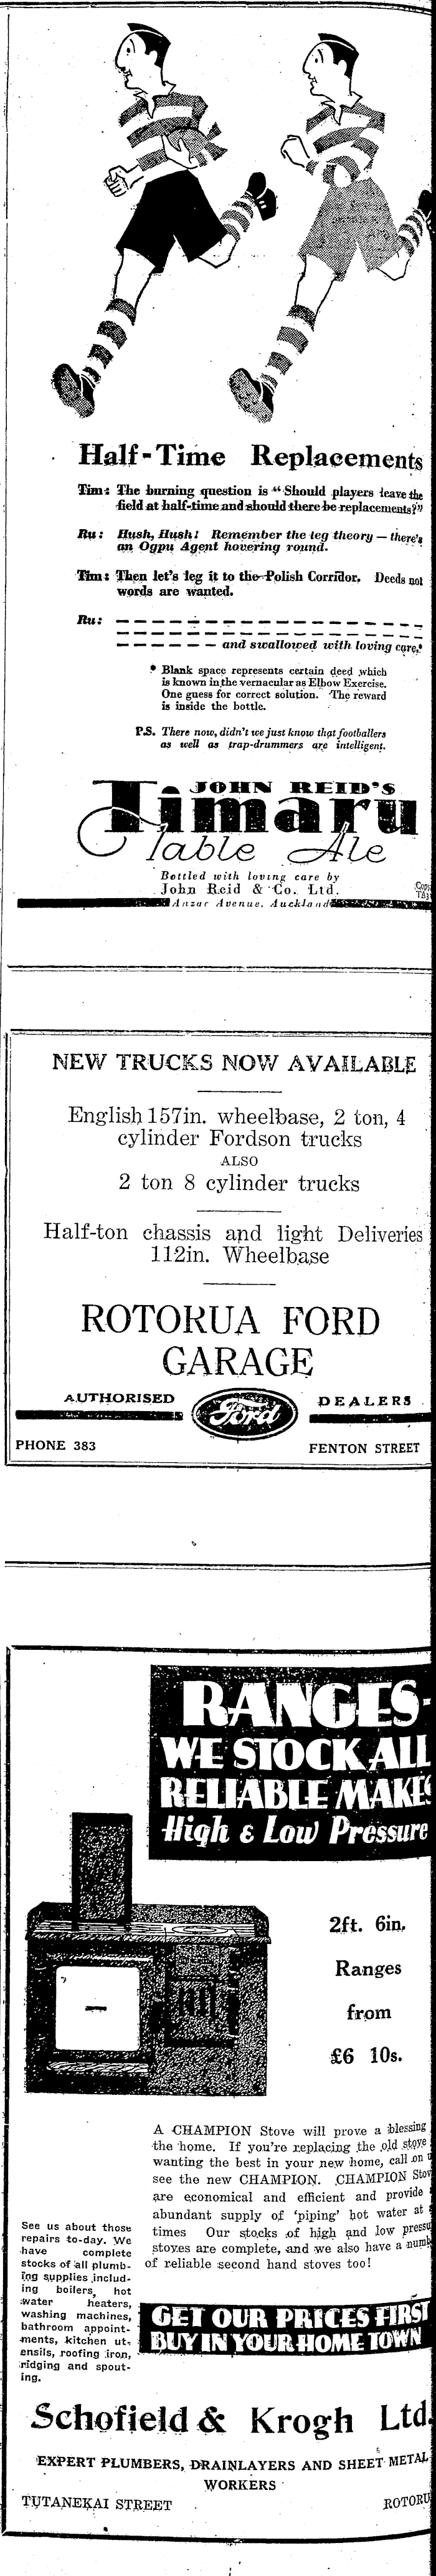 Half-Time Replacements
Tim: The burning question is "Should players leave the
field at half-time and should there be replacements?"
Ru: Hush, Hush! Remember the leg theory — there's
an Ogpu Agent hovering round.
Tim: Then let's leg it to the Polish Corridor. Deeds not
words are wanted.
Ru: – – – – – – – – – – – – – – –
– – – – – – – – – – – – – – –
– – – – – – and swallowed with loving care.*
* Blank space represents certain deed which
is known in the vernacular as Elbow Exercise.
One guess for correct solution. The reward
is inside the bottle.
P.S. There now, didn't we just know that footballers
as well as trap-drummers are intelligent.
JOHN REID'S
Timaru
Table Ale
Bottled with loving care by
John Reid & Co. Ltd.
Anzac Avenue, Auckland
NEW TRUCKS NOW AVAILABLE
English 157in. wheelbase, 2 ton, 4
cylinder Fordson trucks
ALSO
2 ton 8 cylinder trucks
Half-ton chassis and light Deliveries
112in. Wheelbase
ROTORUA FORD
GARAGE
AUTHORISED Ford DEALERS
PHONE 383 FENTON STREET
RANGES-
WE STOCK ALL
RELIABLE MAKES
High & Low Pressure
2ft. 6in.
Ranges
from
£6 10s.
A CHAMPION Stove will prove a blessing
the home. If you're replacing the old stove
wanting the best in your new home, call on
see the new CHAMPION. CHAMPION Stov
are economical and efficient and provide
abundant supply of 'piping' hot water at
times Our stocks of high and low pressu
stoves are complete, and we also have a numb
of reliable second hand stoves too!
See us about those
repairs to-day. We
have complete
stocks of all plumb-
ing supplies includ-
ing boilers, hot
water heaters,
washing machines,
bathroom appoint-
ments, kitchen ut-
ensils, roofing iron,
ridging and spout-
ing.
GET OUR PRICES FIRST
BUY IN YOUR HOME TOWN
Schofield & Krogh Ltd.
EXPERT PLUMBERS, DRAINLAYERS AND SHEET METAL
WORKERS
TUTANEKAI STREET ROTORU